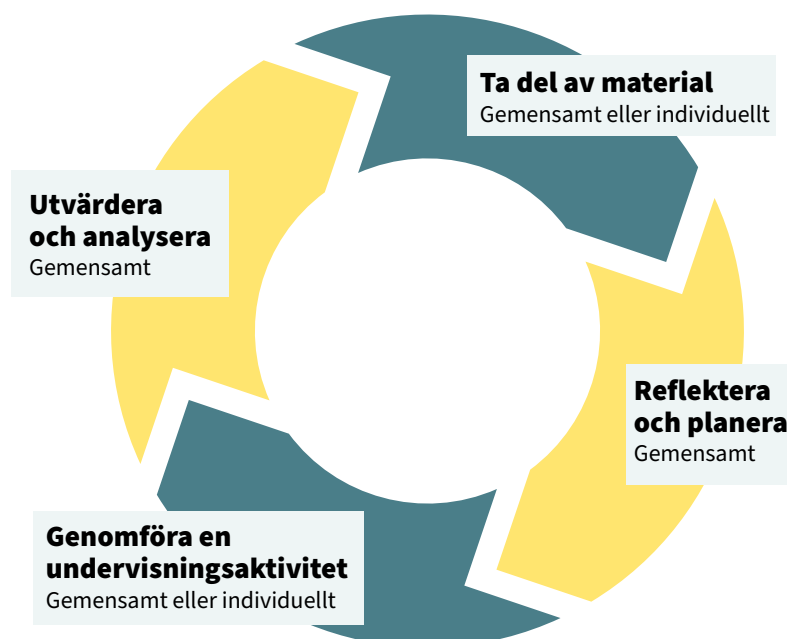 Ta del av material
Gemensamt eller individuellt
Reflektera
och planera
Gemensamt
Genomföra en
undervisningsaktivitet
Gemensamt eller individuellt
Utvärdera
och analysera
Gemensamt